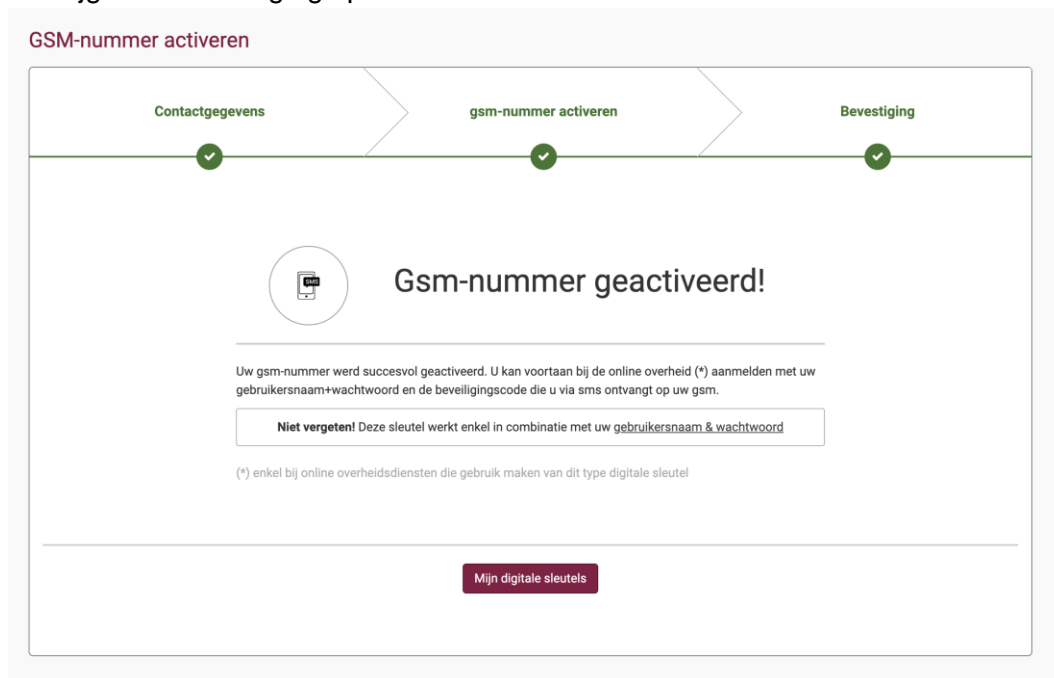 GSM-nummer activeren
Contactgegevens
gsm-nummer activeren
Bevestiging
SMS
Gsm-nummer geactiveerd!
Uw gsm-nummer werd succesvol geactiveerd. U kan voortaan bij de online overheid (*) aanmelden met uw
gebruikersnaam+wachtwoord en de beveiligingscode die u via sms ontvangt op uw gsm.
Niet vergeten! Deze sleutel werkt enkel in combinatie met uw gebruikersnaam & wachtwoord
(*) enkel bij online overheidsdiensten die gebruik maken van dit type digitale sleutel
Mijn digitale sleutels